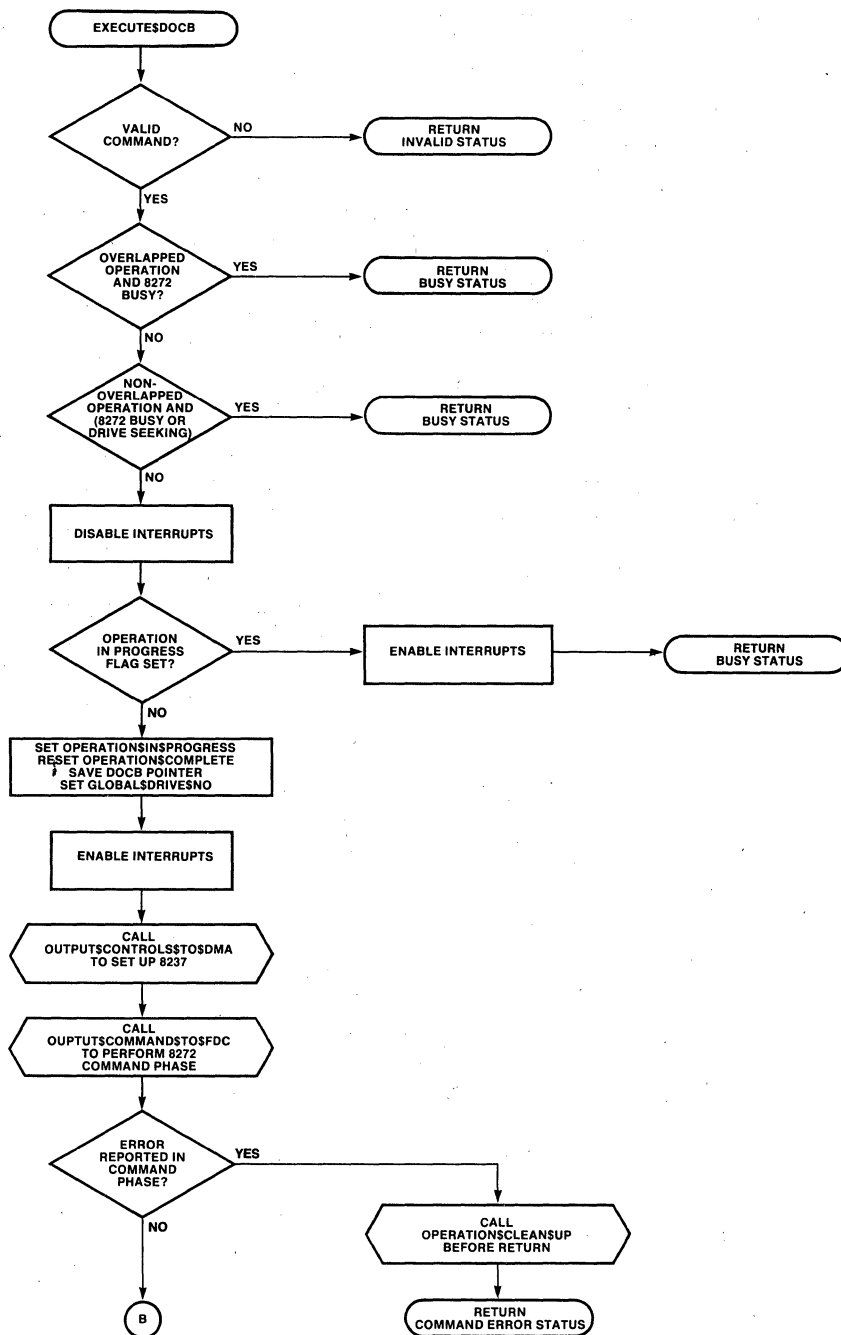 EXECUTE$DOCB
VALID
COMMAND?
NO
RETURN
INVALID STATUS
YES
OVERLAPPED
OPERATION
AND 8272
BUSY?
YES
RETURN
BUSY STATUS
NO
NON-
OVERLAPPED
OPERATION AND
(8272 BUSY OR
DRIVE SEEKING)
YES
RETURN
BUSY STATUS
NO
DISABLE INTERRUPTS
OPERATION
IN PROGRESS
FLAG SET?
YES
ENABLE INTERRUPTS
RETURN
BUSY STATUS
NO
SET OPERATION$IN$PROGRESS
RESET OPERATION$COMPLETE
SAVE DOCB POINTER
SET GLOBAL$DRIVE$NO
ENABLE INTERRUPTS
CALL
OUTPUT$CONTROLS$TO$DMA
TO SET UP 8237
CALL
OUPTUT$COMMAND$TO$FDC
TO PERFORM 8272
COMMAND PHASE
ERROR
REPORTED IN
COMMAND
PHASE?
YES
NO
CALL
OPERATION$CLEAN$UP
BEFORE RETURN
B
RETURN
COMMAND ERROR STATUS